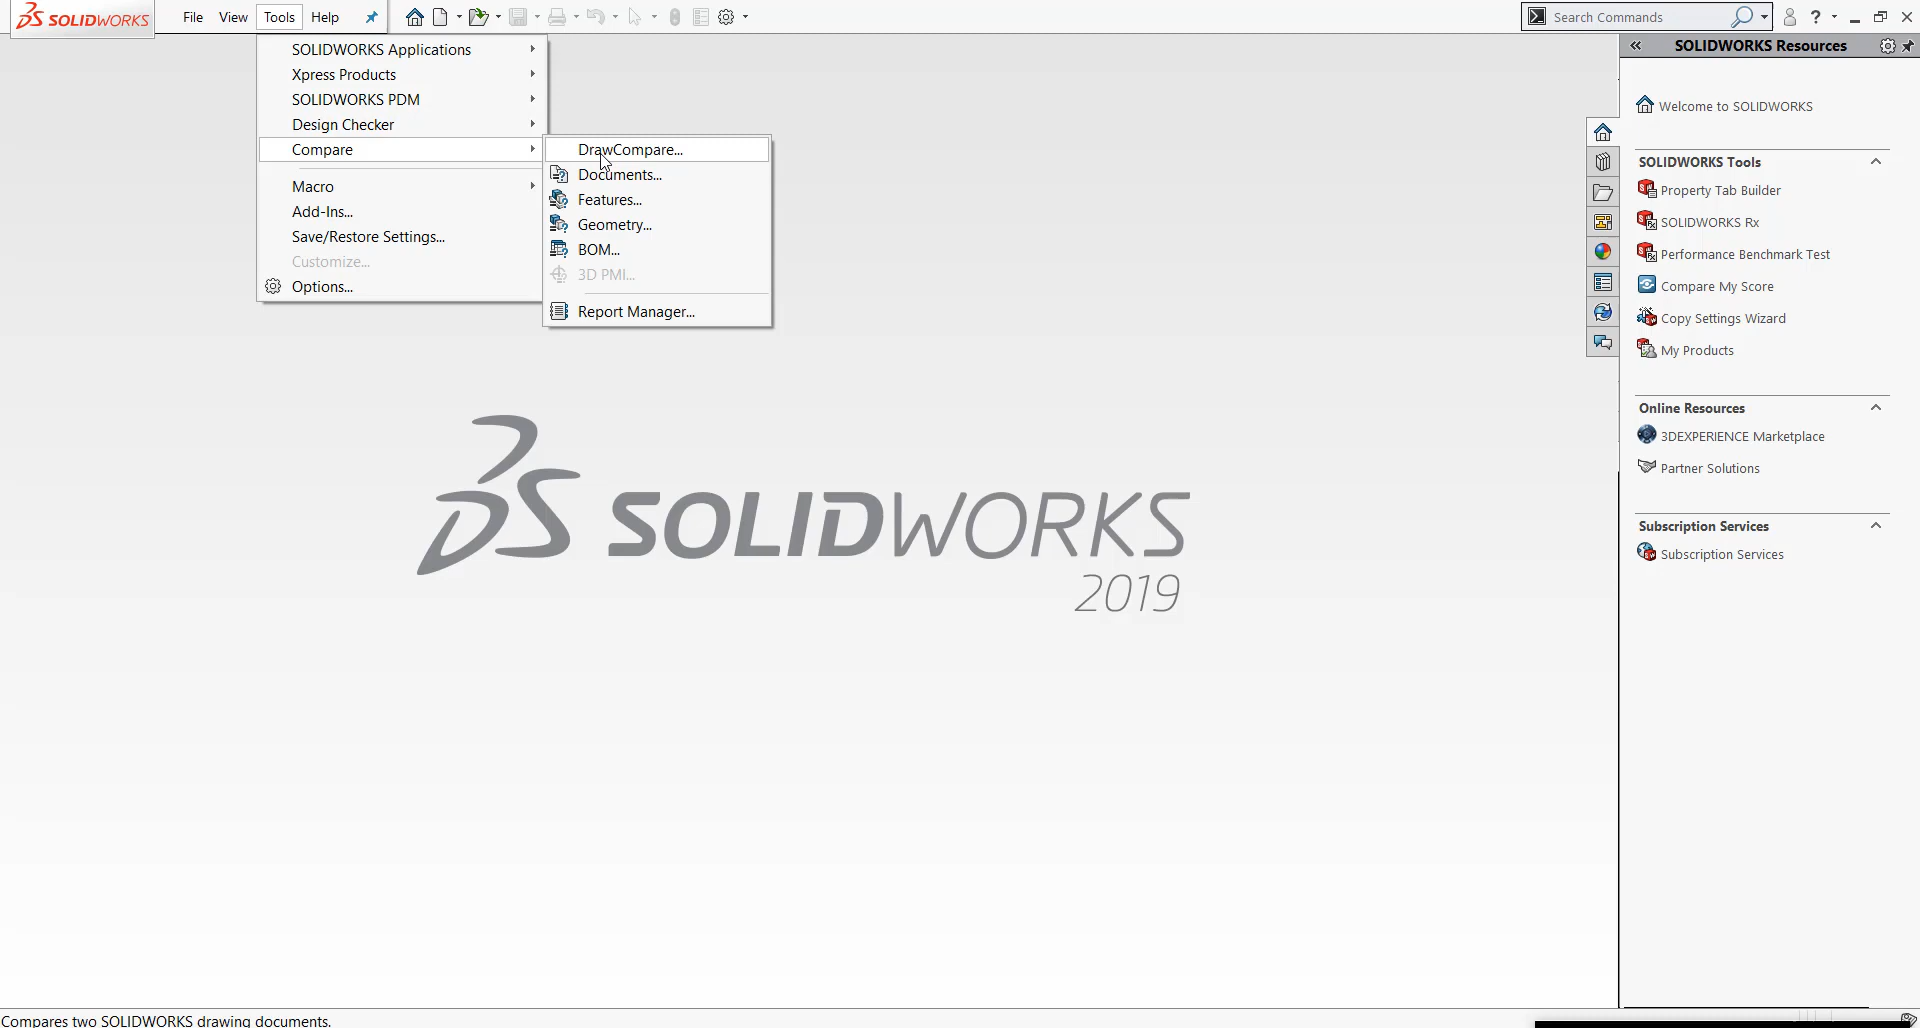 SOLIDWORKS
File View Tools Help
Search Commands
?
SOLIDWORKS Applications
Xpress Products
SOLIDWORKS PDM
Design Checker
Compare
Macro
Add-Ins...
Save/Restore Settings...
Customize...
Options...
DrawCompare...
Documents...
Features...
Geometry...
BOM...
3D PMI...
Report Manager...
SOLIDWORKS
2019
SOLIDWORKS Resources
Welcome to SOLIDWORKS
SOLIDWORKS Tools
Property Tab Builder
SOLIDWORKS Rx
Performance Benchmark Test
Compare My Score
Copy Settings Wizard
My Products
Online Resources
3DEXPERIENCE Marketplace
Partner Solutions
Subscription Services
Subscription Services
Compares two SOLIDWORKS drawing documents.